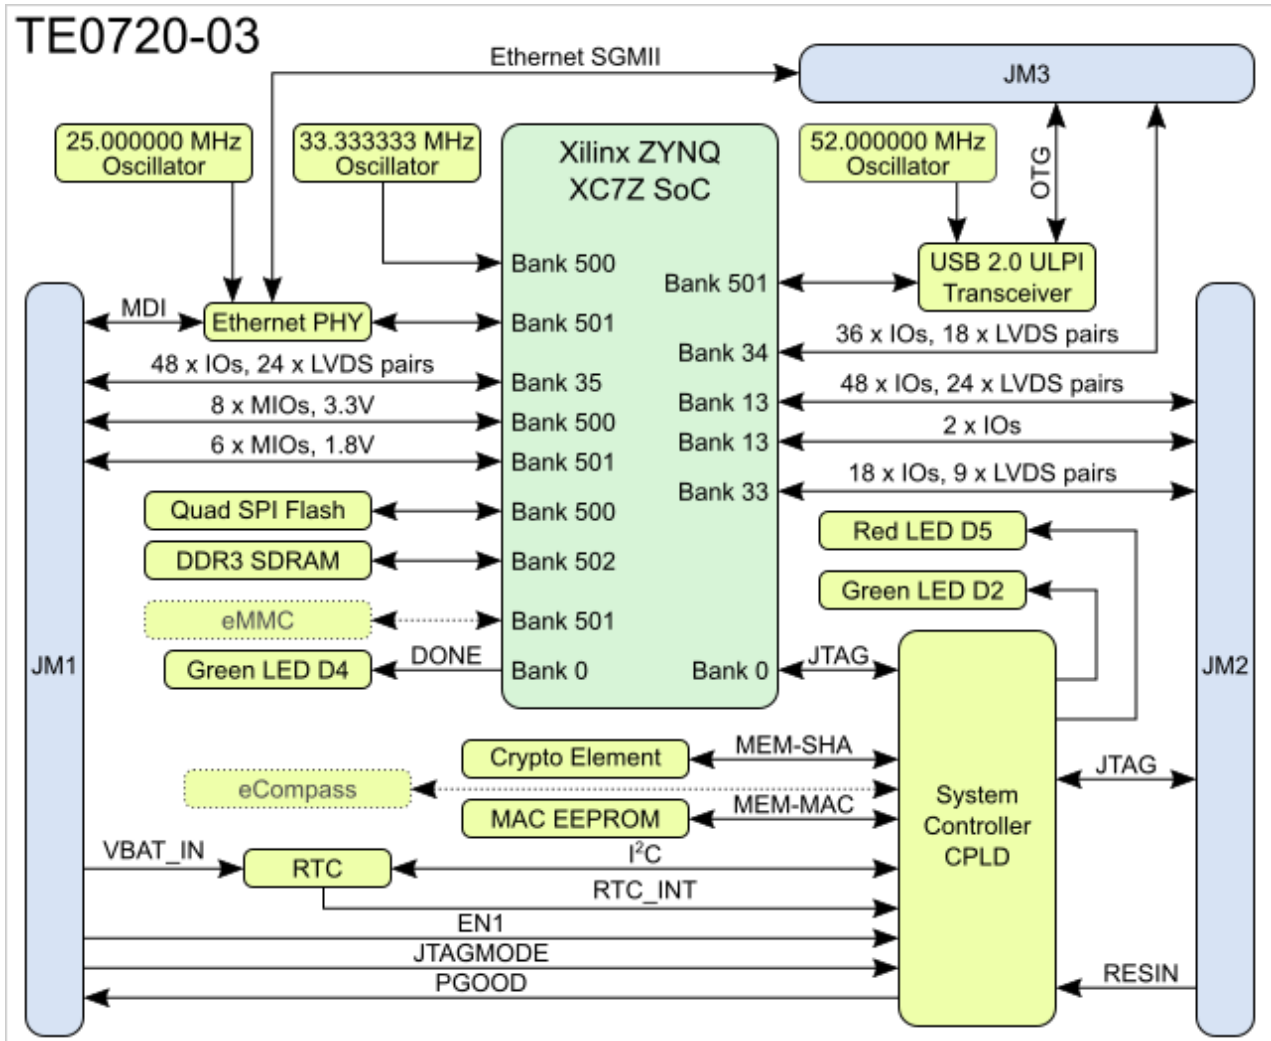 TE0720-03
Ethernet SGMII
JM3
25.000000 MHz
Oscillator
33.333333 MHz
Oscillator
Xilinx ZYNQ
XC7Z SoC
52.000000 MHz
Oscillator
OTG
Bank 500
Bank 501
USB 2.0 ULPI
Transceiver
MDI
Ethernet PHY
Bank 501
36 x IOs, 18 x LVDS pairs
Bank 34
48 x IOs, 24 x LVDS pairs
Bank 35
48 x IOs, 24 x LVDS pairs
Bank 13
8 x MIOs, 3.3V
Bank 500
2 x IOs
Bank 13
6 x MIOs, 1.8V
Bank 501
18 x IOs, 9 x LVDS pairs
Bank 33
Quad SPI Flash
Bank 500
Red LED D5
DDR3 SDRAM
Bank 502
Green LED D2
eMMC
Bank 501
JM1
Green LED D4
DONE
Bank 0
Bank 0
JTAG
JM2
Crypto Element
MEM-SHA
eCompass
JTAG
MAC EEPROM
MEM-MAC
System
Controller
CPLD
VBAT_IN
RTC
I²C
RTC_INT
EN1
JTAGMODE
PGOOD
RESIN